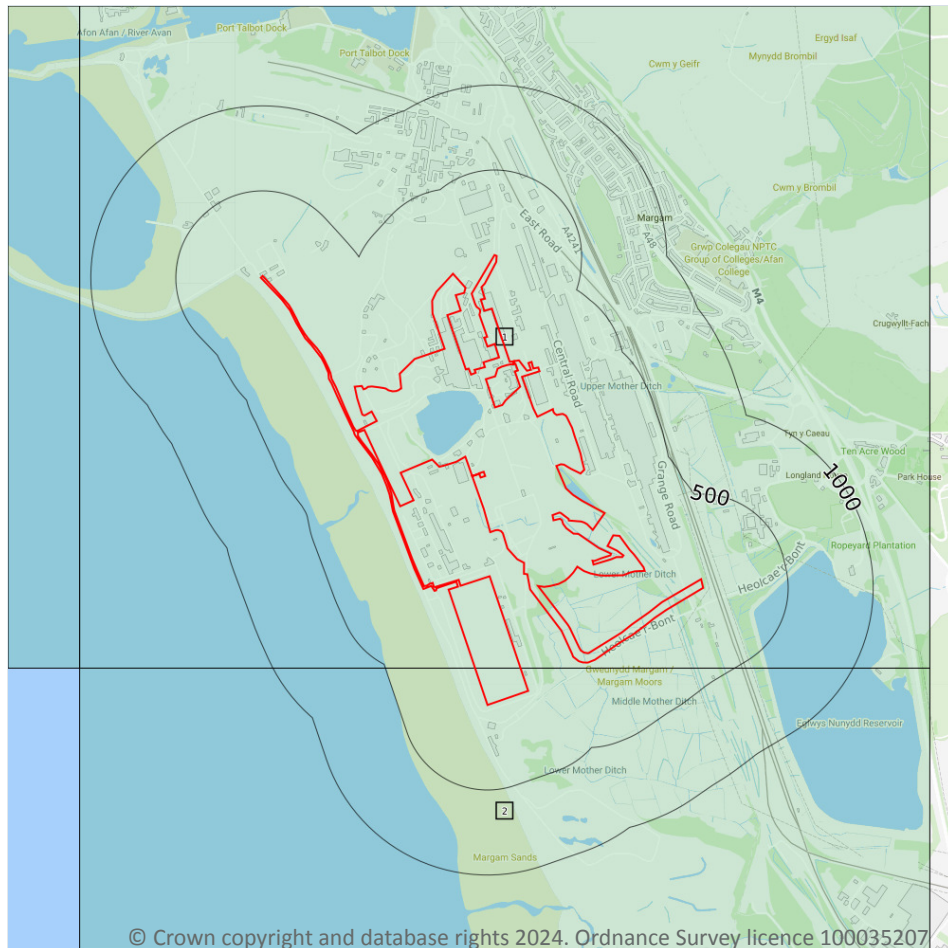 Afon Afan / River Avan
Port Talbot Dock
Port Talbot Dock
Ergyd Isaf
Mynydd Brombil
Cwm y Geifr
Cwm y Brombil
Margam
East Road
A4241
A48
Grwp Colegau NPTC
Group of Colleges/Afan
College
M4
Crugwyllt-Fach
1
Central Road
Upper Mother Ditch
Tyn y Caeau
Ten Acre Wood
Longland
Park House
1000
500
Grange Road
Ropeyard Plantation
Heolcae'r-Bont
Lower Mother Ditch
Heolcae'r-Bont
Gweunydd Margam /
Margam Moors
Middle Mother Ditch
Eglwys Nunydd Reservoir
Lower Mother Ditch
2
Margam Sands
© Crown copyright and database rights 2024. Ordnance Survey licence 100035207